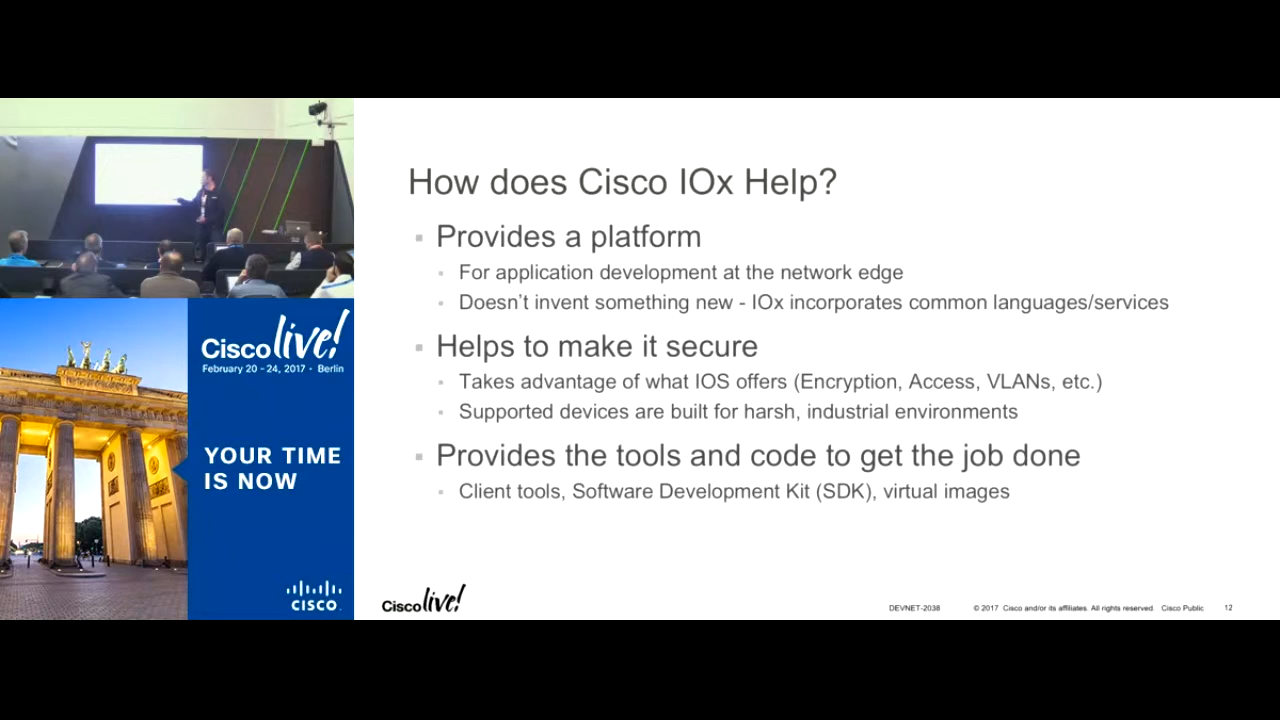 How does Cisco IOx Help?
Provides a platform
For application development at the network edge
Doesn't invent something new - IOx incorporates common languages/services
Helps to make it secure
Takes advantage of what IOS offers (Encryption, Access, VLANs, etc.)
Supported devices are built for harsh, industrial environments
Provides the tools and code to get the job done
Client tools, Software Development Kit (SDK), virtual images
Cisco live!
February 20 - 24, 2017 · Berlin
YOUR TIME
IS NOW
CISCO.
Cisco live!
DEVNET-2038 © 2017 Cisco and/or its affiliates. All rights reserved. Cisco Public 12